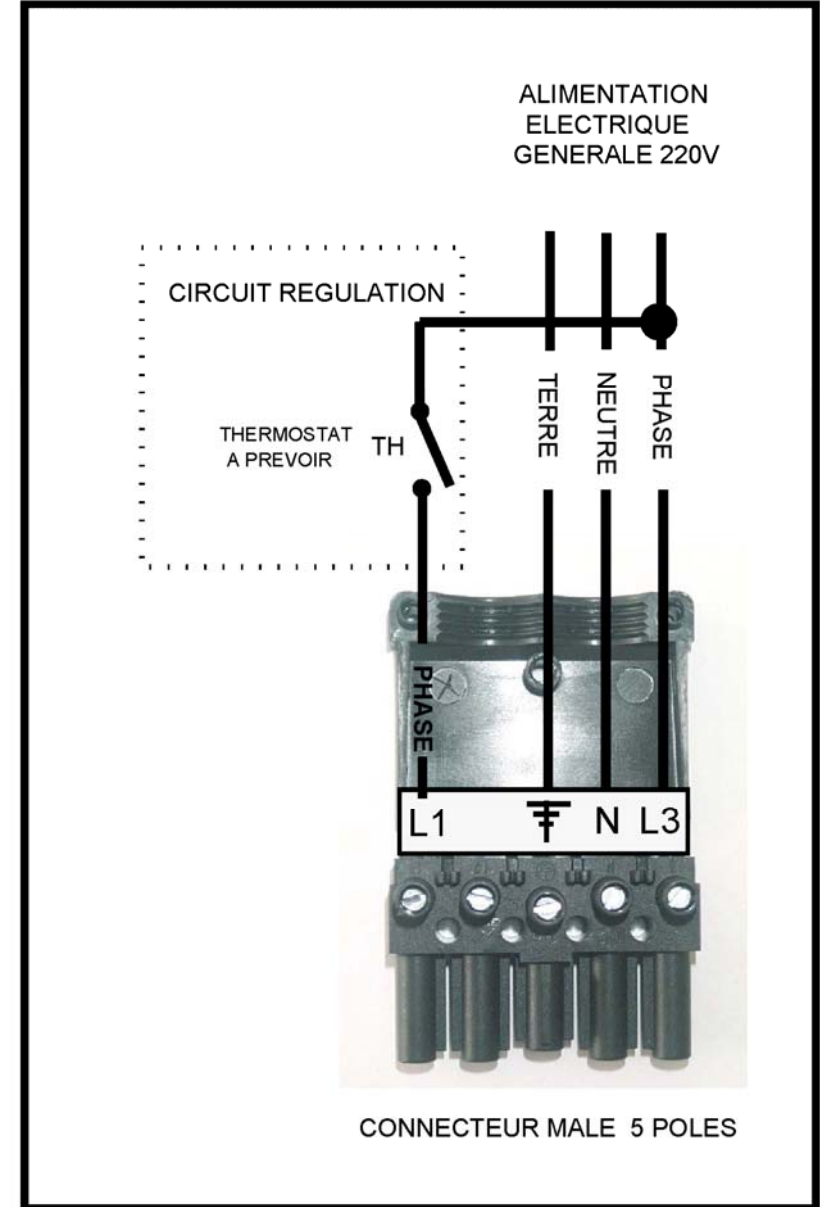 ALIMENTATION
ELECTRIQUE
GENERALE 220V
CIRCUIT REGULATION
THERMOSTAT
A PREVOIR
TH
TERRE
NEUTRE
PHASE
PHASE
L1
N
L3
CONNECTEUR MALE 5 POLES